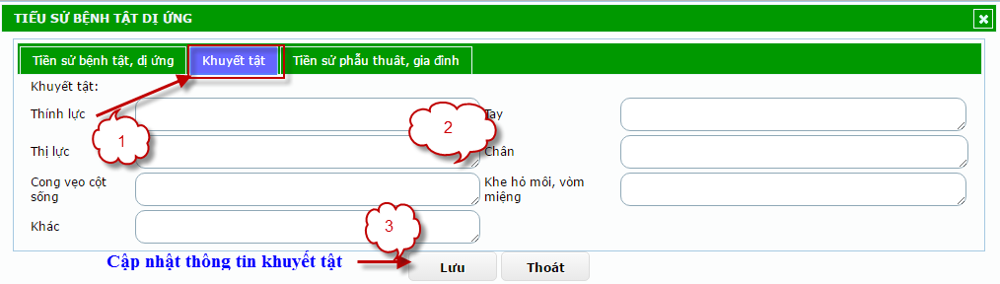 TIỂU SỬ BỆNH TẬT DỊ ỨNG
Tiền sử bệnh tật, dị ứng Khuyết tật Tiền sử phẫu thuât, gia đình
Khuyết tật:
Thính lực Tay
1 2
Thị lực Chân
Cong vẹo cột sống Khe hở môi, vòm miệng
Khác
3
Cập nhật thông tin khuyết tật Lưu Thoát